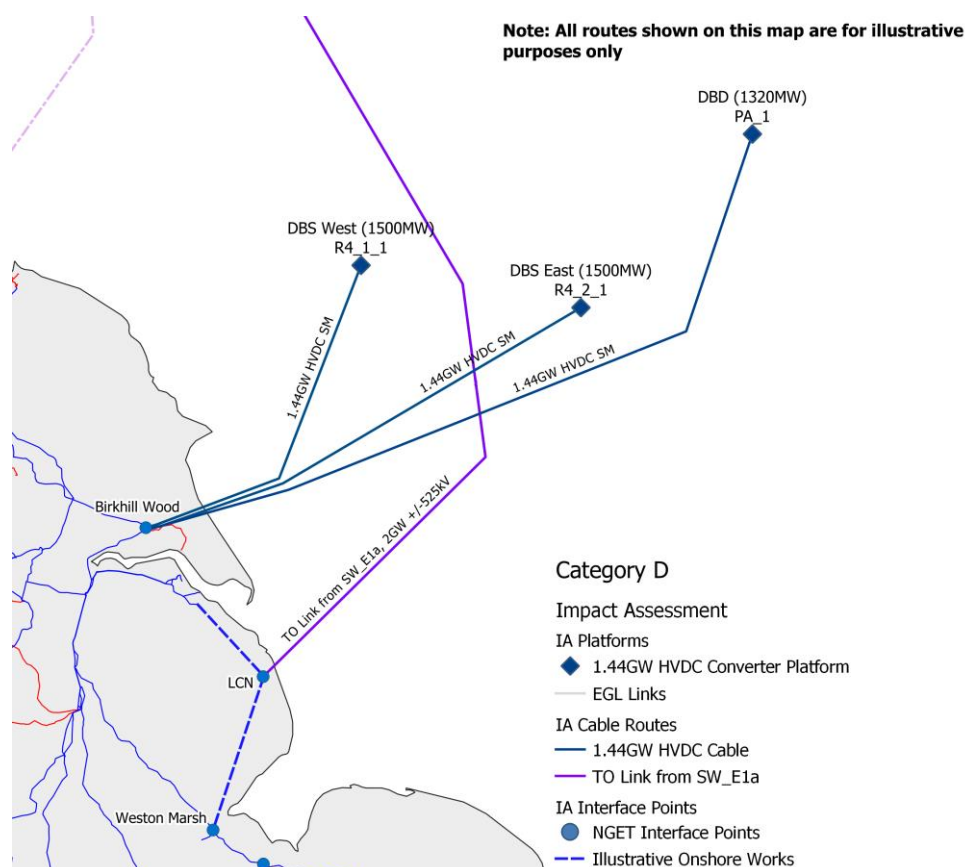 Note: All routes shown on this map are for illustrative
purposes only
DBD (1320MW)
PA_1
DBS West (1500MW)
R4_1_1
DBS East (1500MW)
R4_2_1
1.44GW HVDC SM
1.44GW HVDC SM
1.44GW HVDC SM
Birkhill Wood
TO Link from SW_E1a, 2GW +/-525kV
LCN
Weston Marsh
Category D
Impact Assessment
IA Platforms
1.44GW HVDC Converter Platform
EGL Links
IA Cable Routes
1.44GW HVDC Cable
TO Link from SW_E1a
IA Interface Points
NGET Interface Points
Illustrative Onshore Works